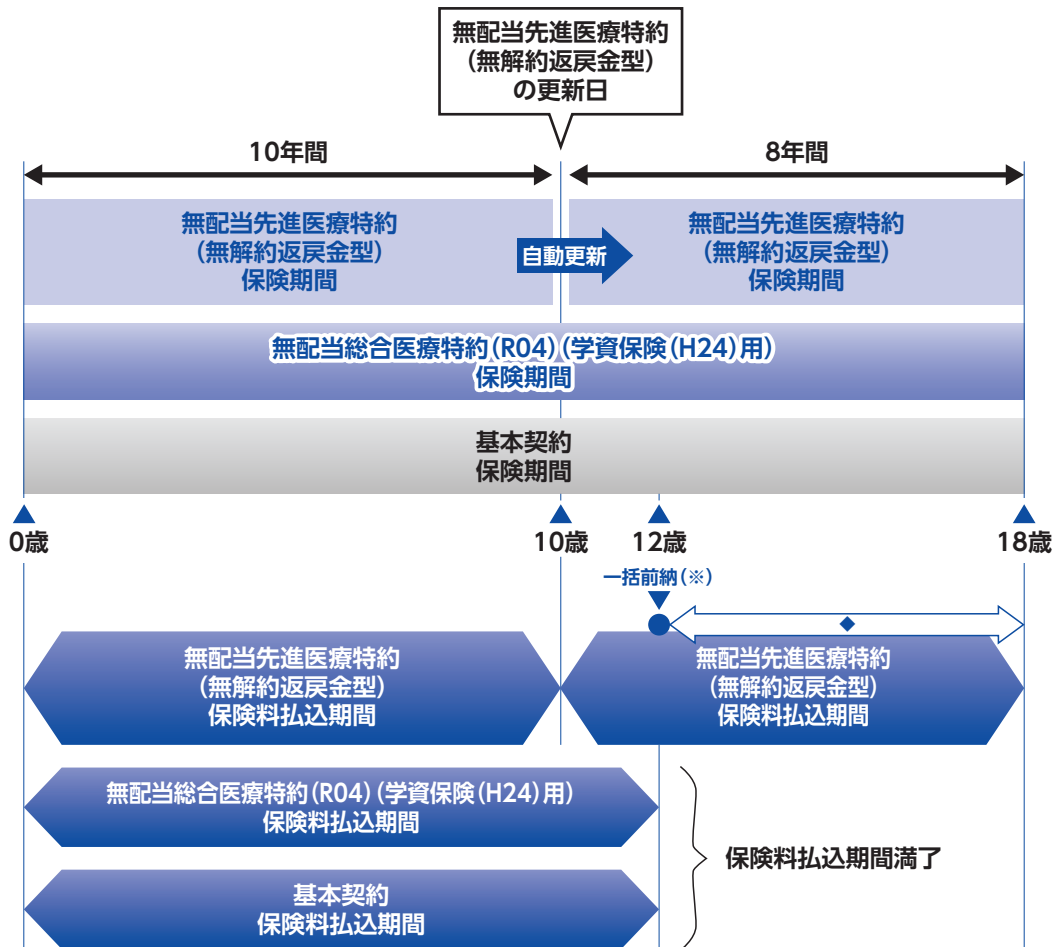 無配当先進医療特約
(無解約返戻金型)
の更新日
10年間
8年間
無配当先進医療特約
(無解約返戻金型)
保険期間
自動更新
無配当先進医療特約
(無解約返戻金型)
保険期間
無配当総合医療特約(R04)(学資保険(H24)用)
保険期間
基本契約
保険期間
0歳
10歳
12歳
18歳
一括前納(※)
◆
無配当先進医療特約
(無解約返戻金型)
保険料払込期間
無配当先進医療特約
(無解約返戻金型)
保険料払込期間
無配当総合医療特約(R04)(学資保険(H24)用)
保険料払込期間
保険料払込期間満了
基本契約
保険料払込期間